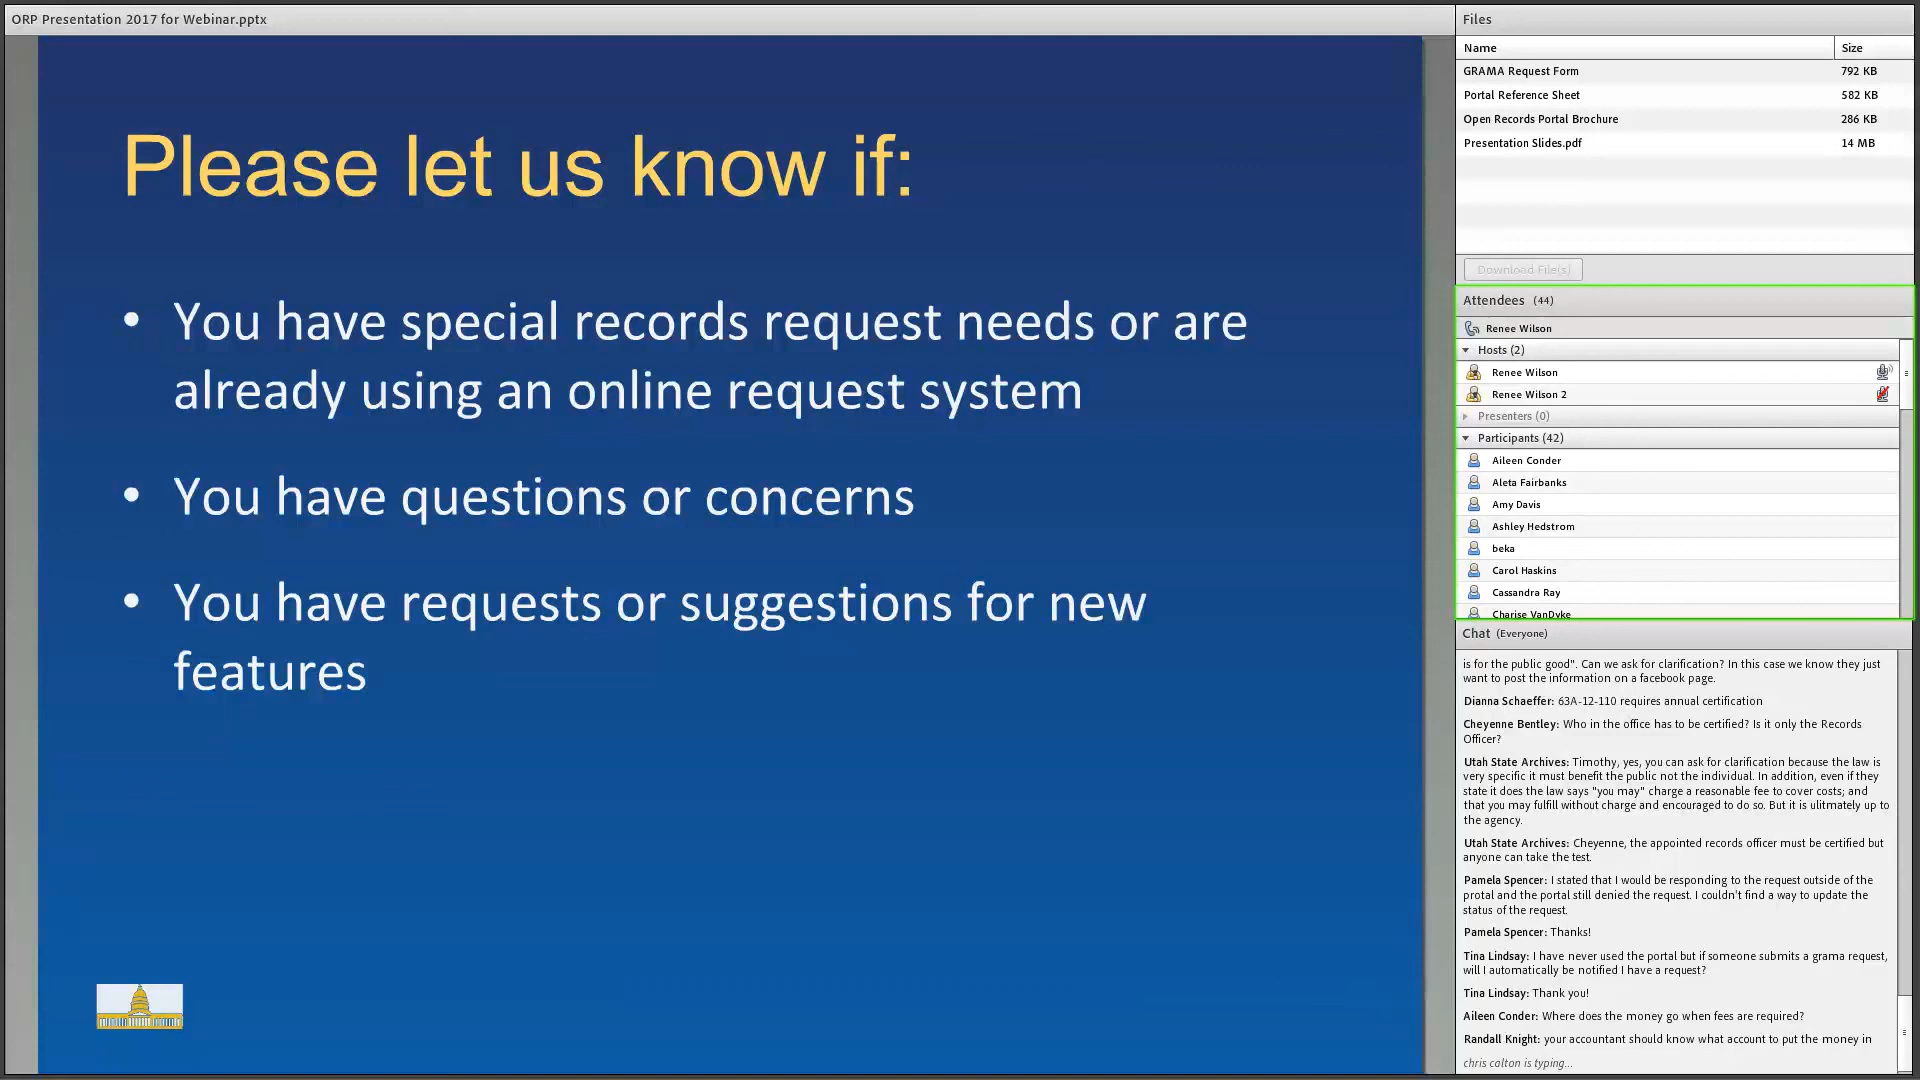 ORP Presentation 2017 for Webinar.pptx
Please let us know if:
• You have special records request needs or are
already using an online request system
• You have questions or concerns
• You have requests or suggestions for new
features
Files
Name Size
GRAMA Request Form 792 KB
Portal Reference Sheet 582 KB
Open Records Portal Brochure 286 KB
Presentation Slides.pdf 14 MB
Download File(s)
Attendees (44)
Renee Wilson
Hosts (2)
Renee Wilson
Renee Wilson 2
Presenters (0)
Participants (42)
Aileen Conder
Aleta Fairbanks
Amy Davis
Ashley Hedstrom
beka
Carol Haskins
Cassandra Ray
Charise VanDyke
Chat (Everyone)
is for the public good". Can we ask for clarification? In this case we know they just
want to post the information on a facebook page.
Dianna Schaeffer: 63A-12-110 requires annual certification
Cheyenne Bentley: Who in the office has to be certified? Is it only the Records
Officer?
Utah State Archives: Timothy, yes, you can ask for clarification because the law is
very specific it must benefit the public not the individual. In addition, even if they
state it does the law says "you may" charge a reasonable fee to cover costs; and
that you may fulfill without charge and encouraged to do so. But it is ulitmately up to
the agency.
Utah State Archives: Cheyenne, the appointed records officer must be certified but
anyone can take the test.
Pamela Spencer: I stated that I would be responding to the request outside of the
protal and the portal still denied the request. I couldn't find a way to update the
status of the request.
Pamela Spencer: Thanks!
Tina Lindsay: I have never used the portal but if someone submits a grama request,
will I automatically be notified I have a request?
Tina Lindsay: Thank you!
Aileen Conder: Where does the money go when fees are required?
Randall Knight: your accountant should know what account to put the money in
chris calton is typing...